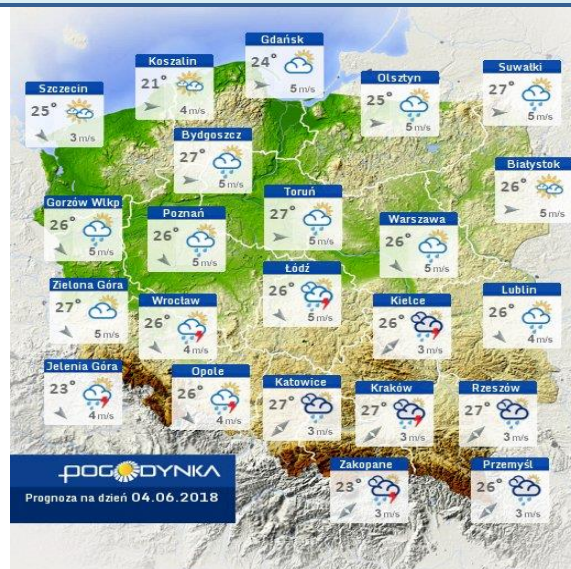 Gdańsk
24°
5 m/s
Koszalin
21°
4 m/s
Suwałki
27°
5 m/s
Olsztyn
25°
5 m/s
Szczecin
25°
3 m/s
Bydgoszcz
27°
5 m/s
Białystok
26°
5 m/s
Toruń
27°
5 m/s
Gorzów Wlkp
26°
5 m/s
Poznań
26°
5 m/s
Warszawa
26°
5 m/s
Łódź
26°
5 m/s
Zielona Góra
27°
5 m/s
Lublin
26°
4 m/s
Wrocław
26°
4 m/s
Kielce
26°
3 m/s
Jelenia Góra
23°
4 m/s
Opole
26°
4 m/s
Katowice
27°
3 m/s
Kraków
27°
3 m/s
Rzeszów
27°
3 m/s
Zakopane
23°
3 m/s
Przemyśl
26°
3 m/s
POGODYNKA
Prognoza na dzień 04.06.2018